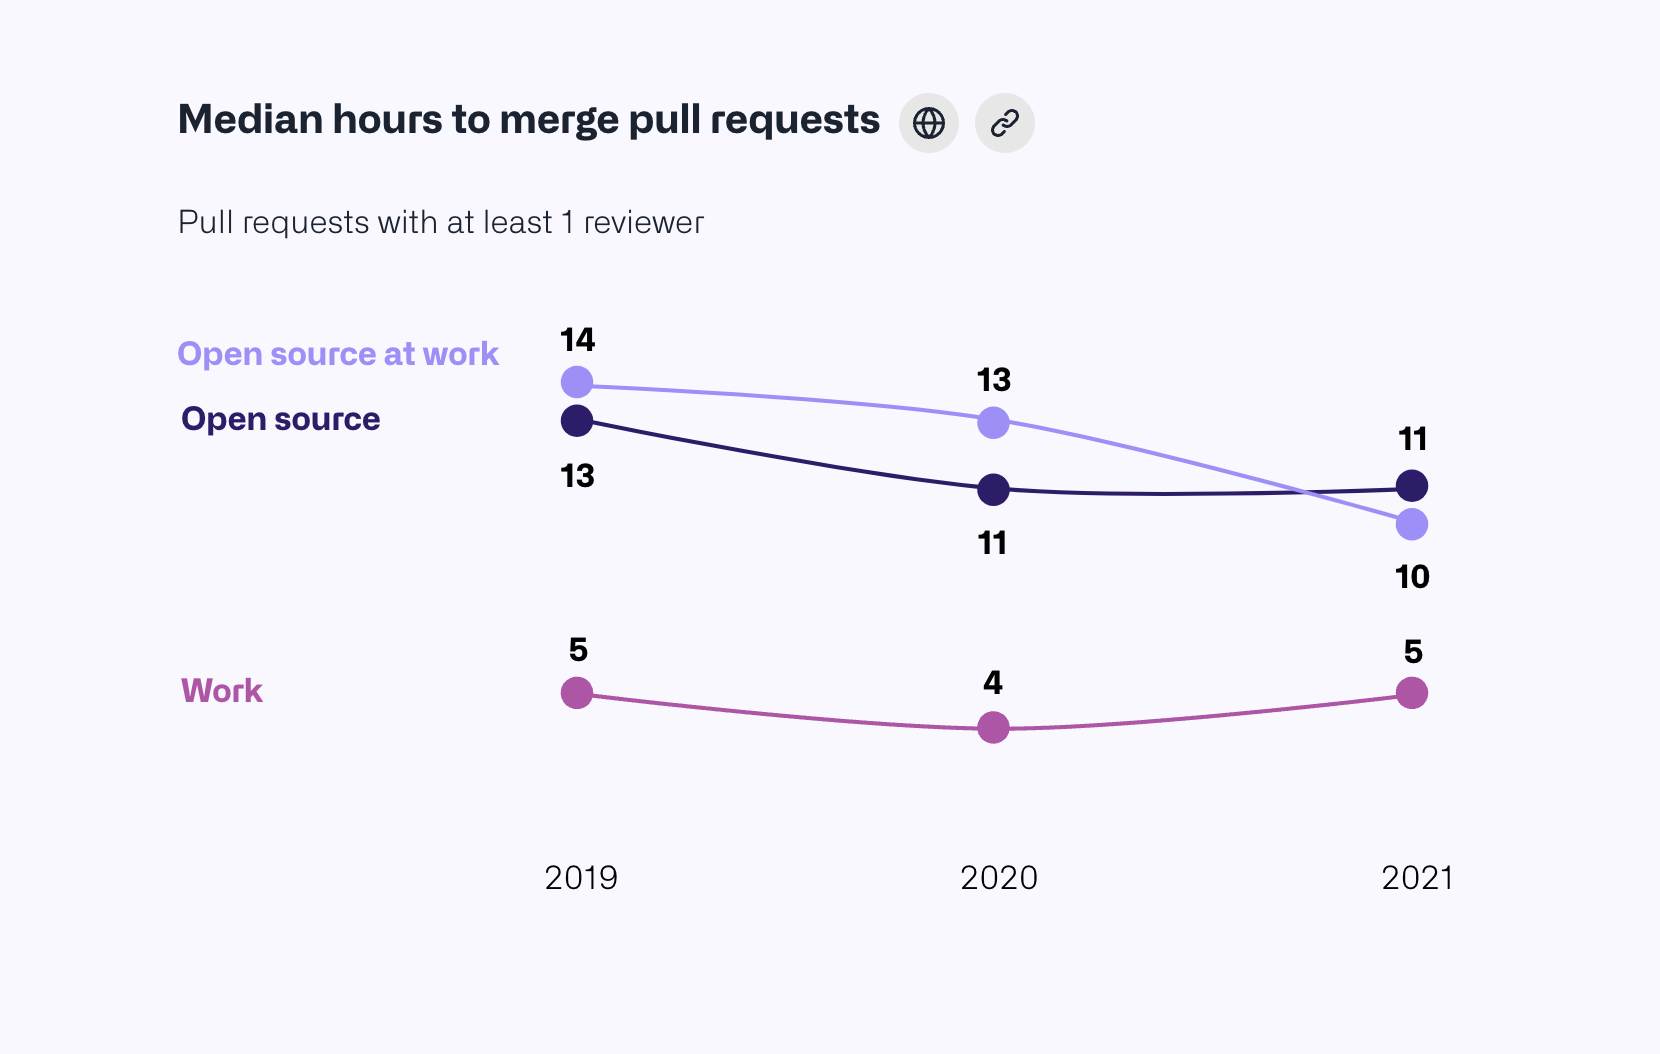 Median hours to merge pull requests
Pull requests with at least 1 reviewer
Open source at work
14
13
Open source
11
13
11
10
5
5
4
Work
2019 2020 2021